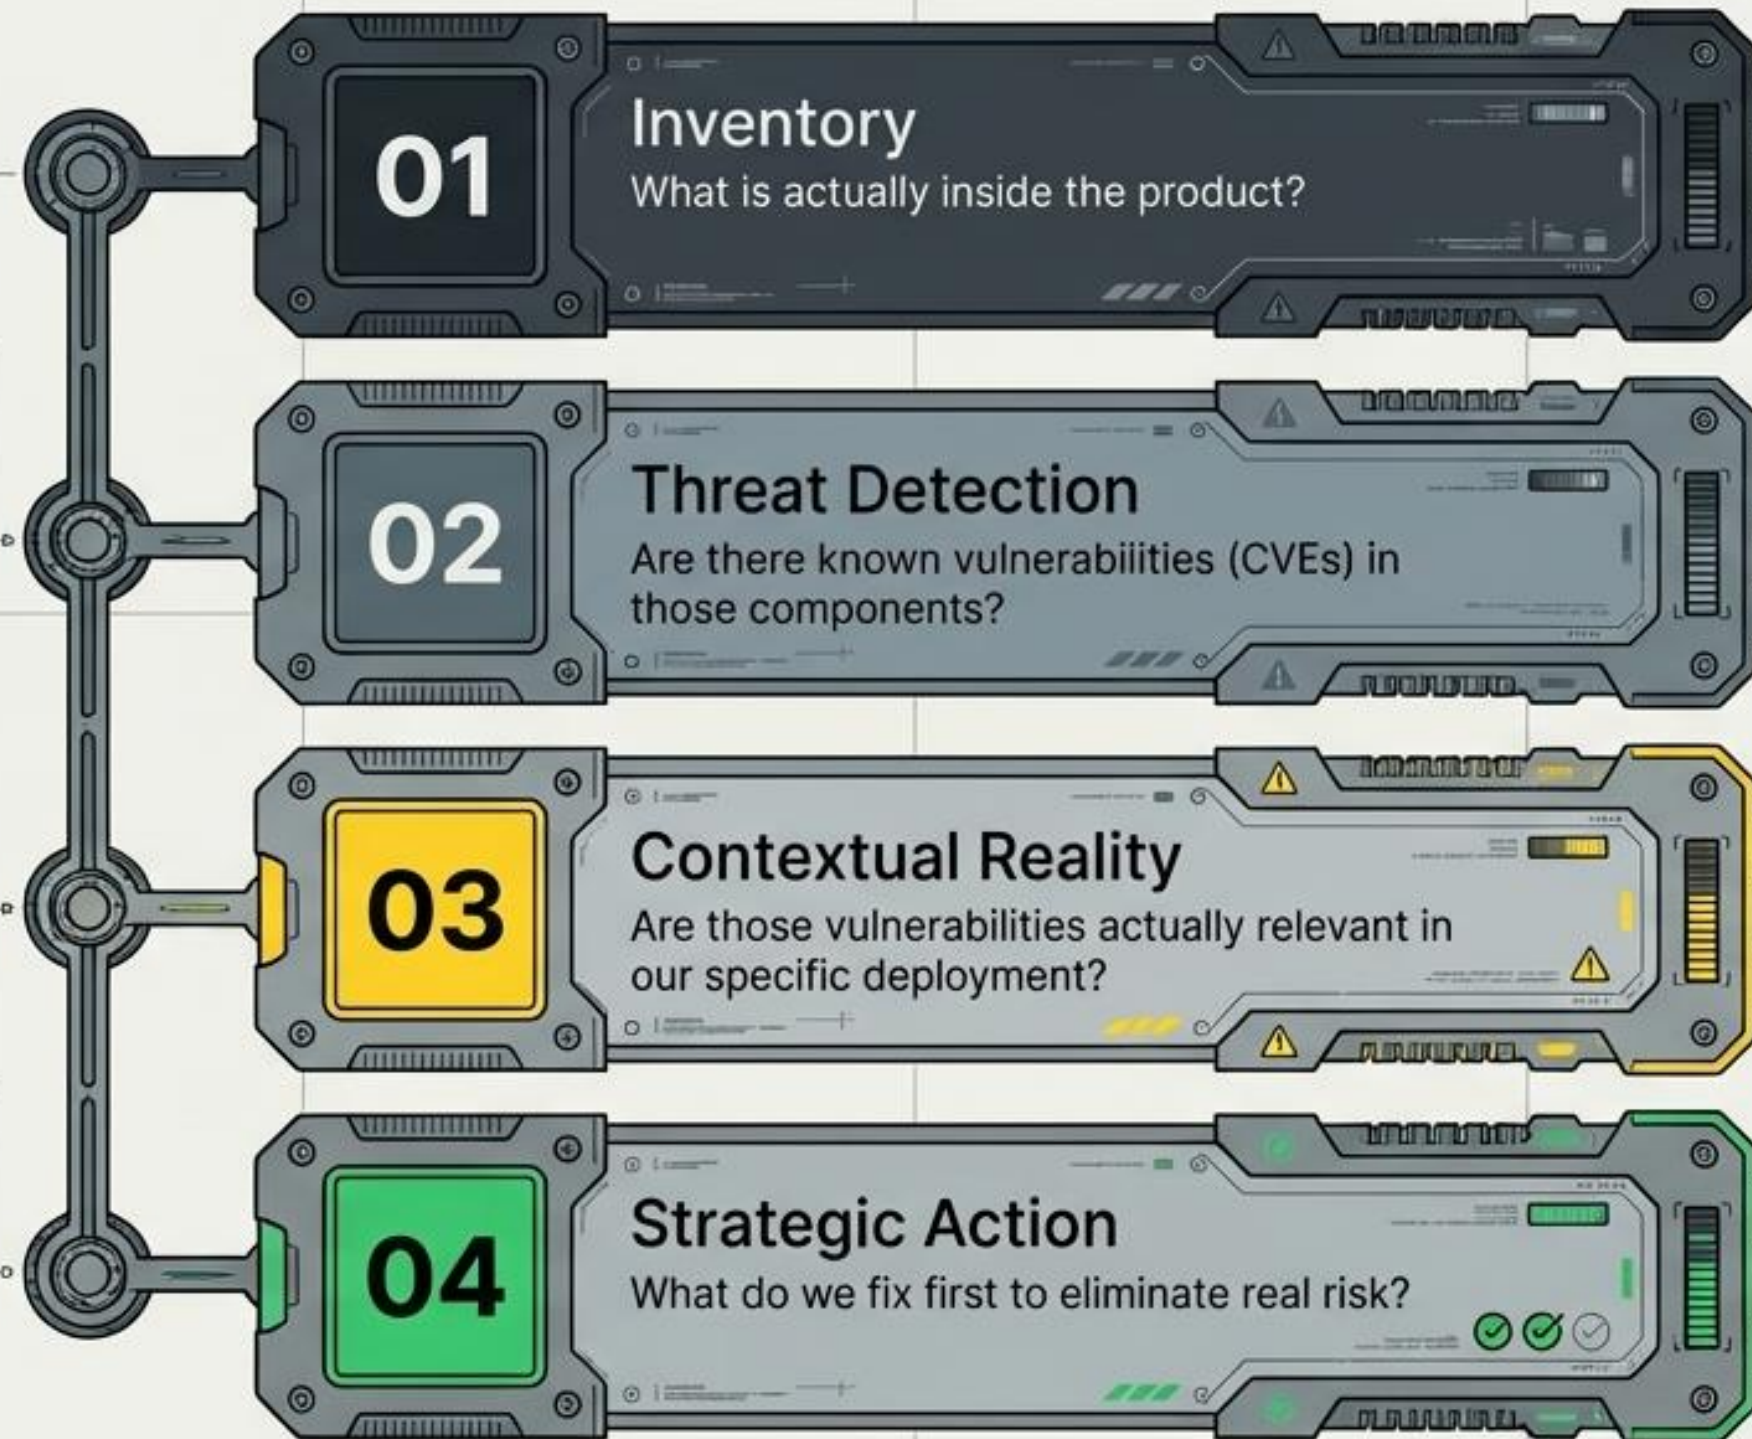 01
Inventory
What is actually inside the product?
02
Threat Detection
Are there known vulnerabilities (CVEs) in
those components?
03
Contextual Reality
Are those vulnerabilities actually relevant in
our specific deployment?
04
Strategic Action
What do we fix first to eliminate real risk?